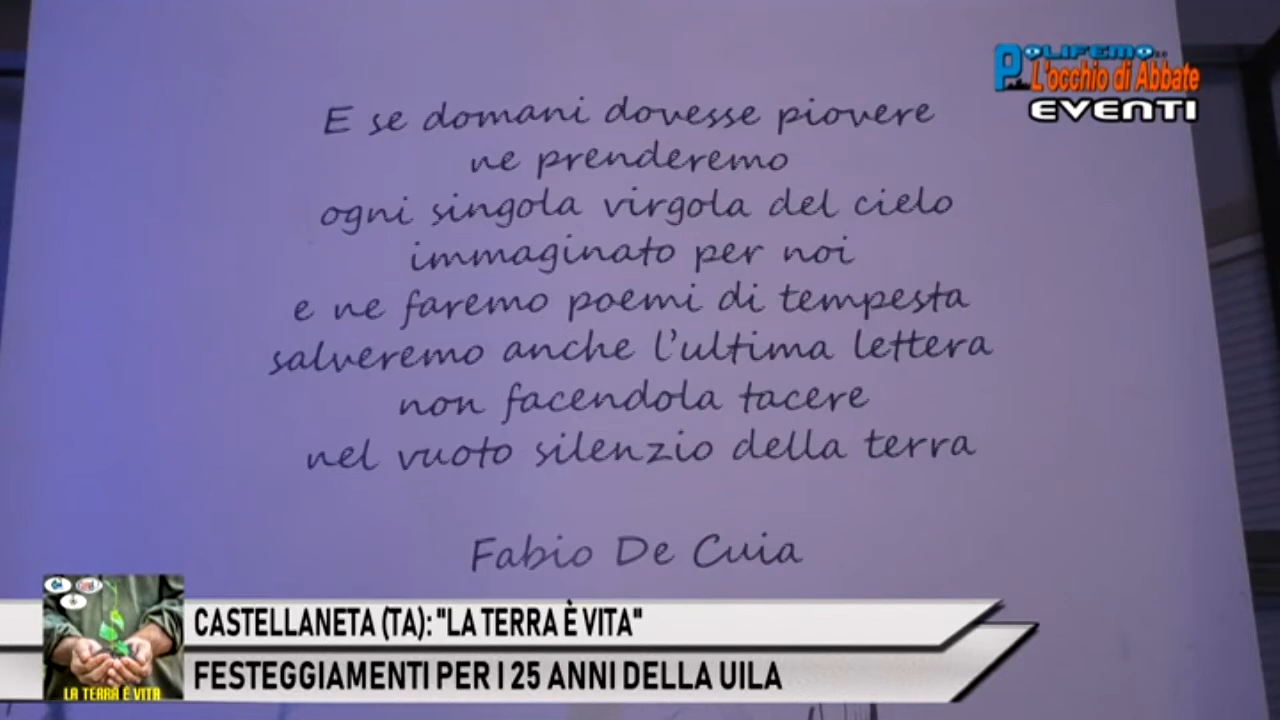 POLIFEMO
L'occhio di Abbate
EVENTI
E se domani dovesse piovere
ne prenderemo
ogni singola virgola del cielo
immaginato per noi
e ne faremo poemi di tempesta
salveremo anche l'ultima lettera
non facendola tacere
nel vuoto silenzio della terra
Fabio De Cuia
CASTELLANETA (TA): "LA TERRA È VITA"
FESTEGGIAMENTI PER I 25 ANNI DELLA UILA
LA TERRA È VITA